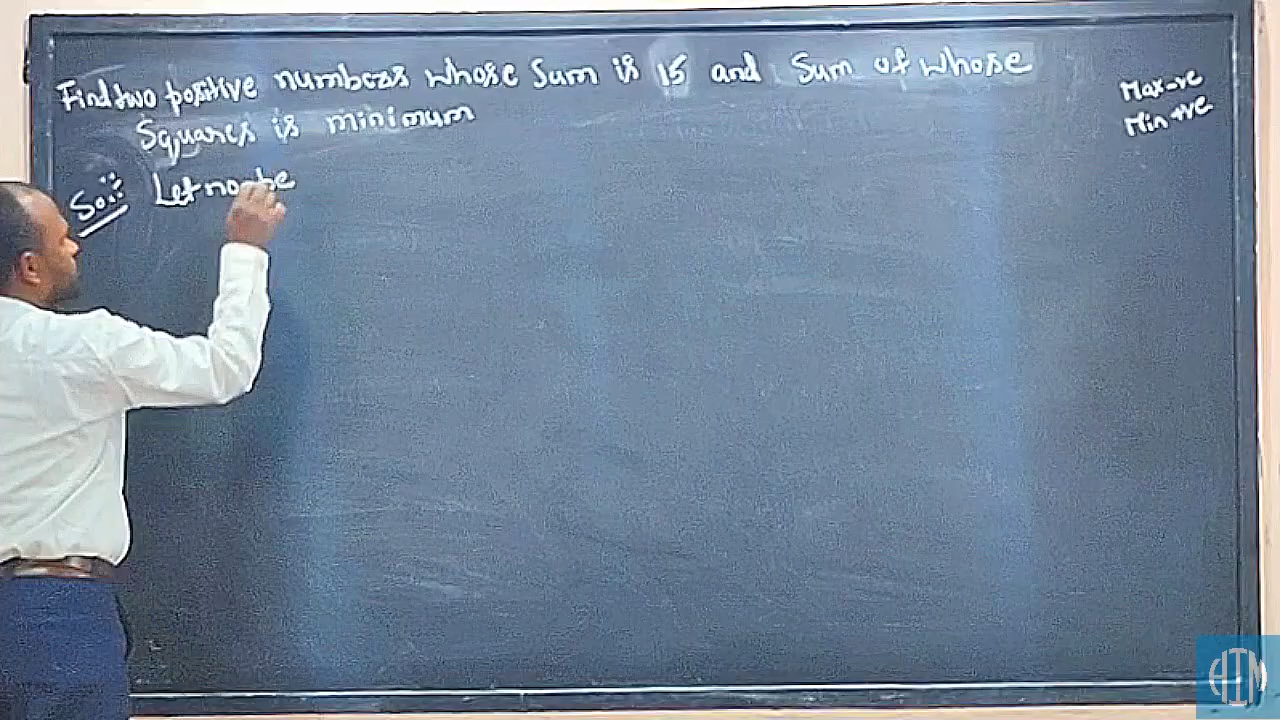 Find two positive numbers whose Sum is 15 and Sum of whose
Squares is minimum
Max -ve
Min +ve
Sol:: Let no. be
HTM